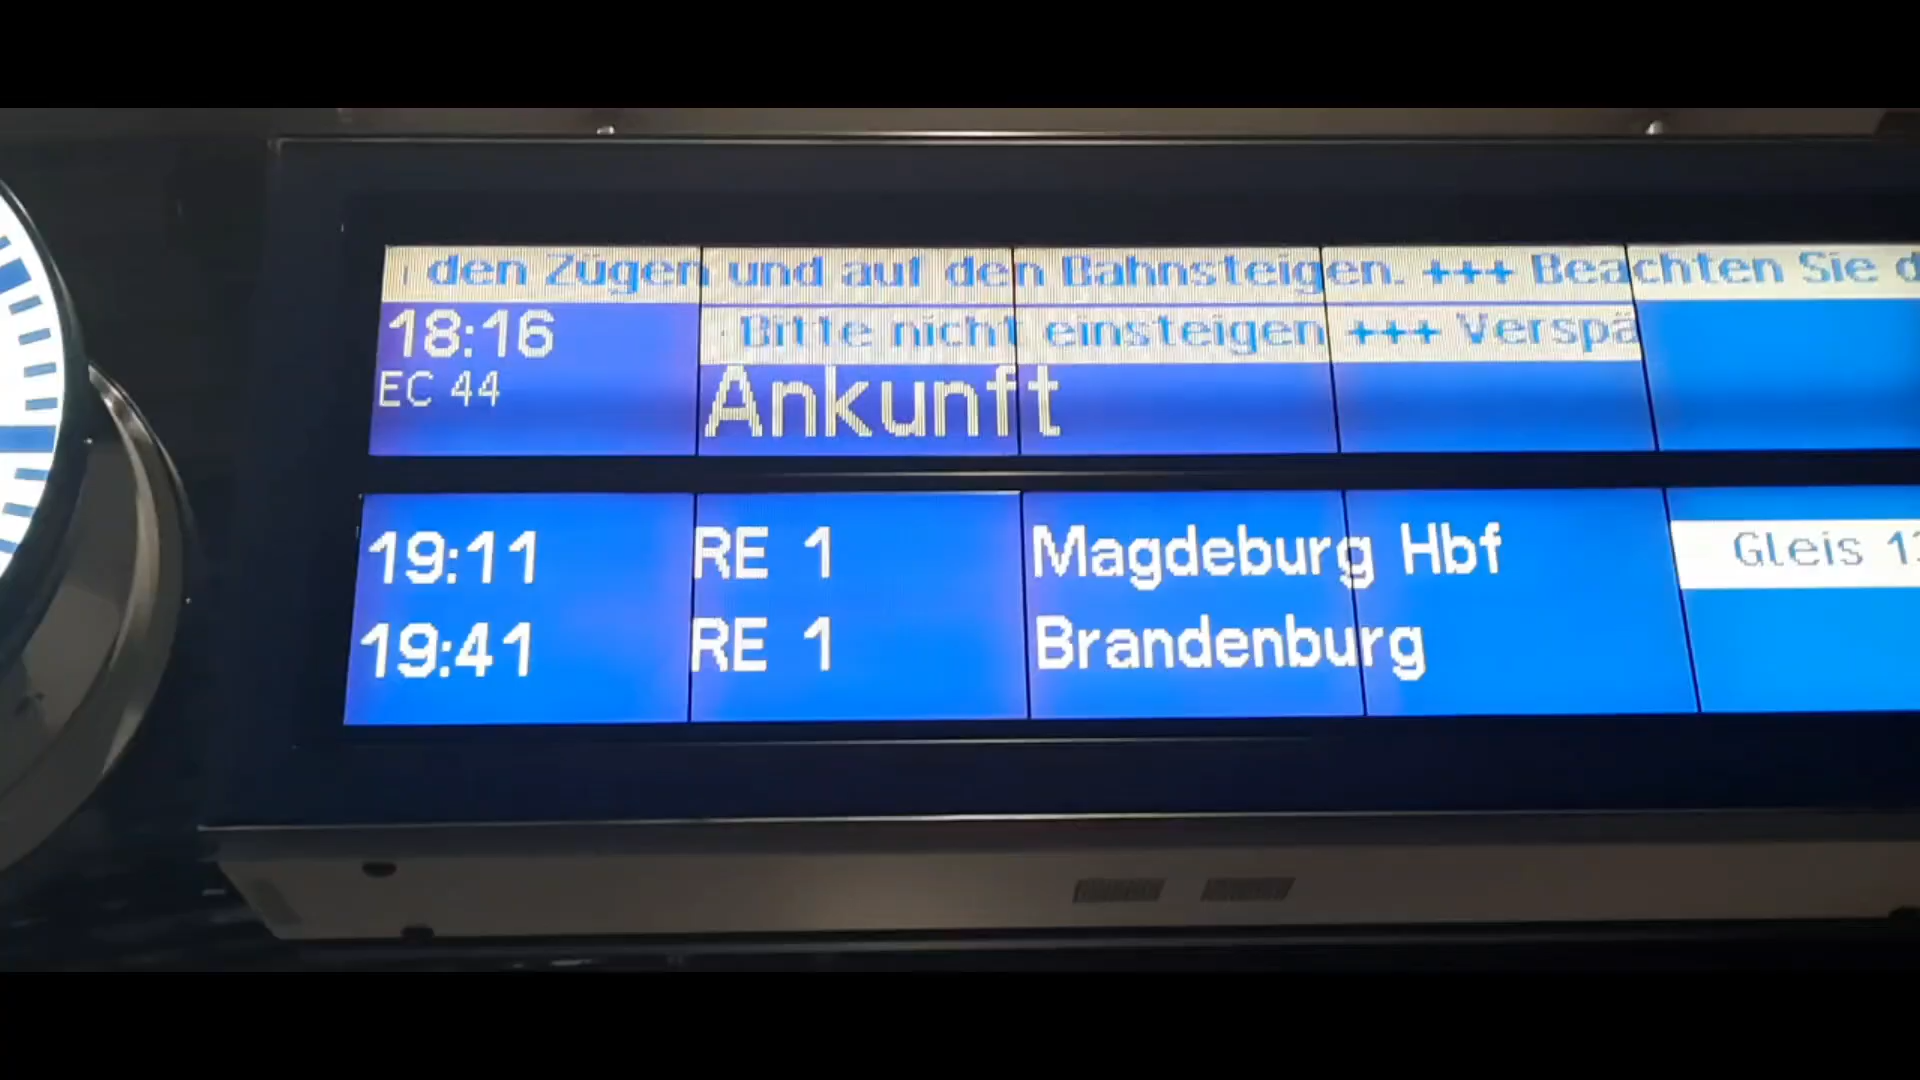 den Zügen und auf den Bahnsteigen. +++ Beachten Sie
18:16 Bitte nicht einsteigen +++ Verspä
EC 44 Ankunft
19:11 RE 1 Magdeburg Hbf Gleis
19:41 RE 1 Brandenburg